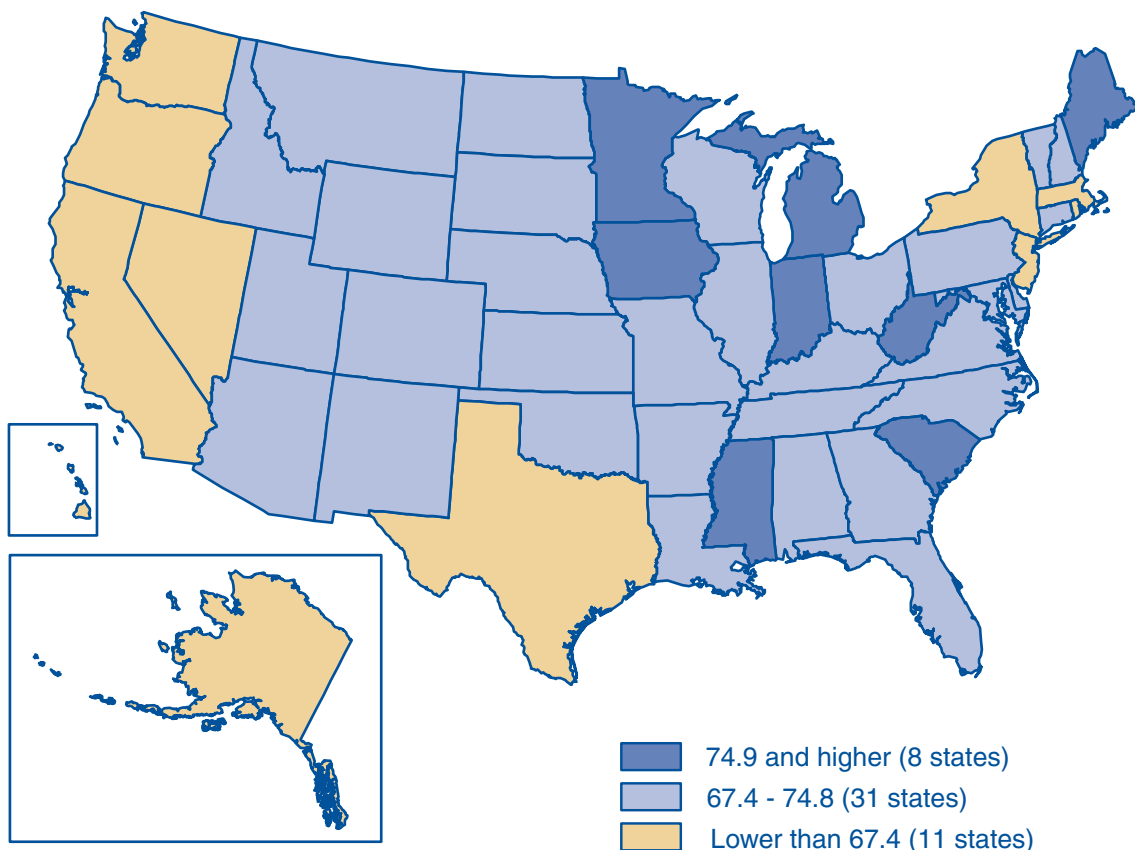 74.9 and higher (8 states)
67.4 - 74.8 (31 states)
Lower than 67.4 (11 states)